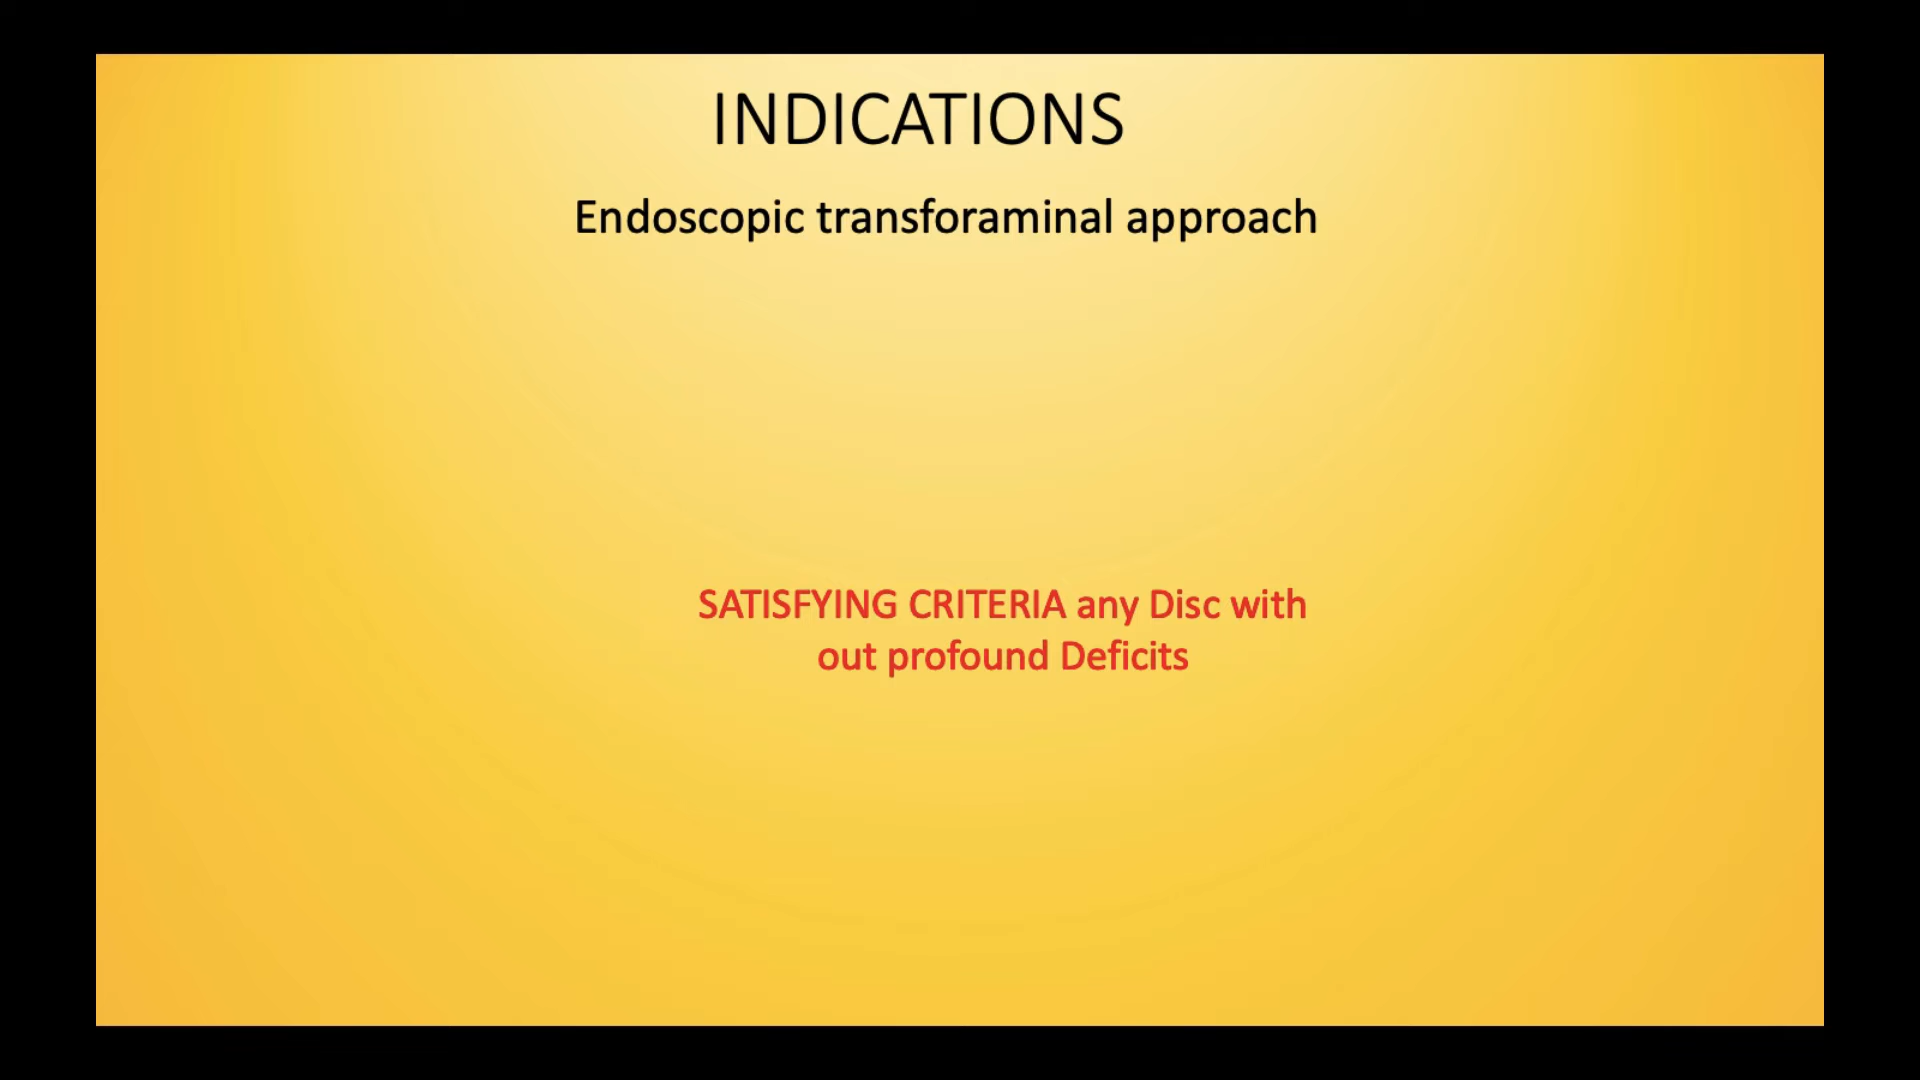 INDICATIONS
Endoscopic transforaminal approach
SATISFYING CRITERIA any Disc with
out profound Deficits